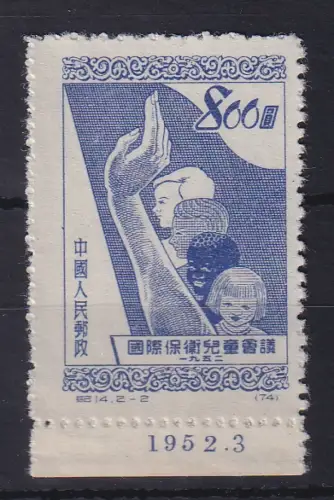 800圓
中國人民郵政
國際保衛兒童會議
一九五二
紀14.2-2
(74)
1952.3